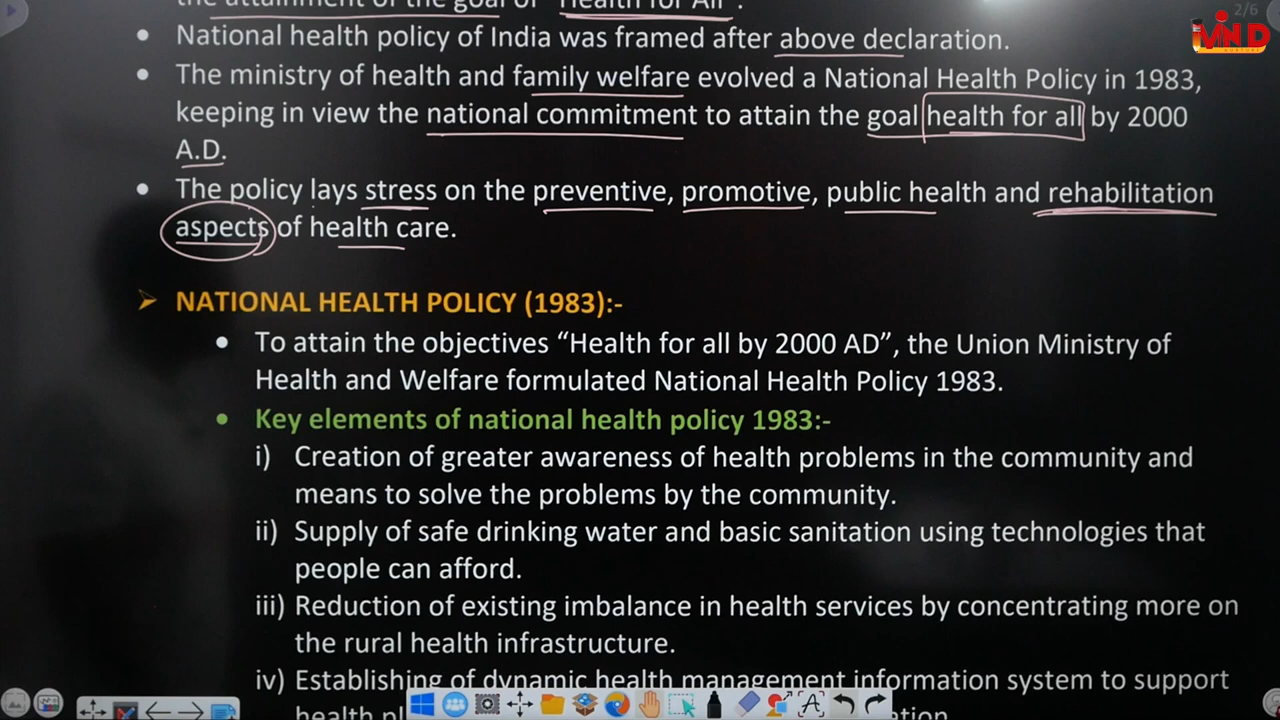 the attainment of the goal of "Health for All".
2/6
MIND
National health policy of India was framed after above declaration.
The ministry of health and family welfare evolved a National Health Policy in 1983,
keeping in view the national commitment to attain the goal health for all by 2000
A.D.
The policy lays stress on the preventive, promotive, public health and rehabilitation
aspects of health care.
NATIONAL HEALTH POLICY (1983):-
To attain the objectives “Health for all by 2000 AD”, the Union Ministry of
Health and Welfare formulated National Health Policy 1983.
Key elements of national health policy 1983:-
i) Creation of greater awareness of health problems in the community and
means to solve the problems by the community.
ii) Supply of safe drinking water and basic sanitation using technologies that
people can afford.
iii) Reduction of existing imbalance in health services by concentrating more on
the rural health infrastructure.
iv) Establishing of dynamic health management information system to support
health